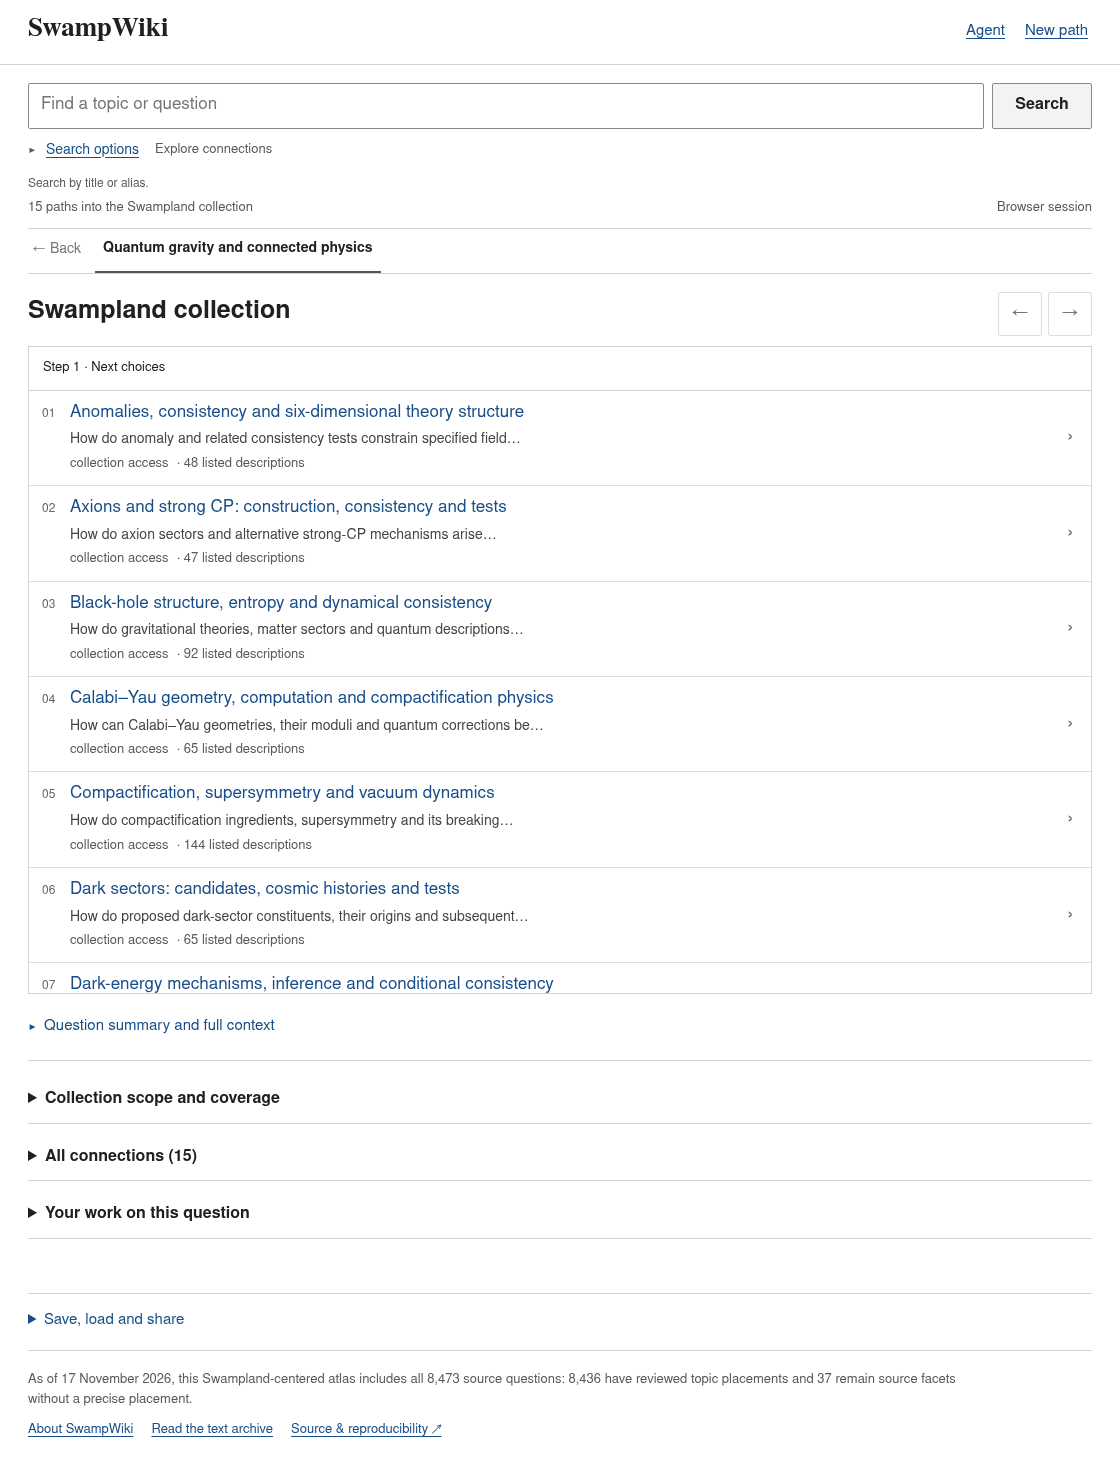 SwampWiki
Agent New path
Find a topic or question Search
▸ Search options Explore connections
Search by title or alias.
15 paths into the Swampland collection Browser session
← Back Quantum gravity and connected physics
Swampland collection ← →
Step 1 · Next choices
01 Anomalies, consistency and six-dimensional theory structure
How do anomaly and related consistency tests constrain specified field…
collection access · 48 listed descriptions
02 Axions and strong CP: construction, consistency and tests
How do axion sectors and alternative strong-CP mechanisms arise…
collection access · 47 listed descriptions
03 Black-hole structure, entropy and dynamical consistency
How do gravitational theories, matter sectors and quantum descriptions…
collection access · 92 listed descriptions
04 Calabi–Yau geometry, computation and compactification physics
How can Calabi–Yau geometries, their moduli and quantum corrections be…
collection access · 65 listed descriptions
05 Compactification, supersymmetry and vacuum dynamics
How do compactification ingredients, supersymmetry and its breaking…
collection access · 144 listed descriptions
06 Dark sectors: candidates, cosmic histories and tests
How do proposed dark-sector constituents, their origins and subsequent…
collection access · 65 listed descriptions
07 Dark-energy mechanisms, inference and conditional consistency
▸ Question summary and full context
▶ Collection scope and coverage
▶ All connections (15)
▶ Your work on this question
▶ Save, load and share
As of 17 November 2026, this Swampland-centered atlas includes all 8,473 source questions: 8,436 have reviewed topic placements and 37 remain source facets
without a precise placement.
About SwampWiki Read the text archive Source & reproducibility ↗